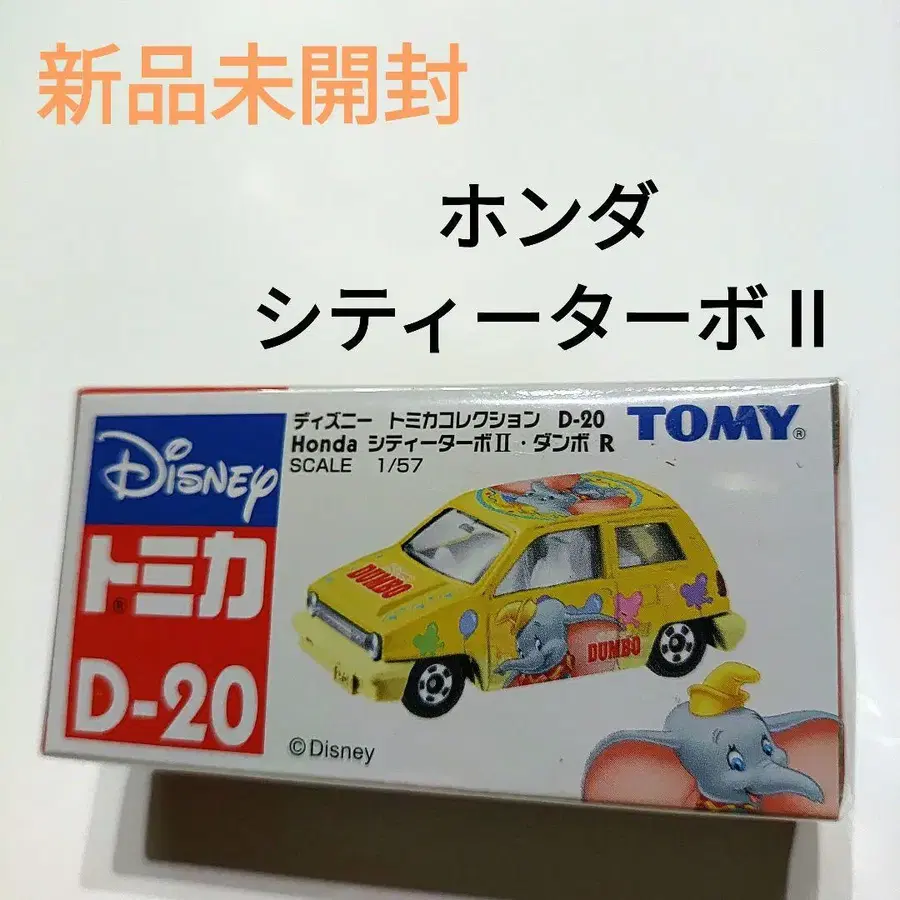 新品未開封
ホンダ
シティーターボⅡ
ディズニー トミカコレクション D-20
Honda シティーターボⅡ・ダンボ R
SCALE 1/57
TOMY®
Disney
トミカ®
D-20
DUMBO
DUMBO
©Disney